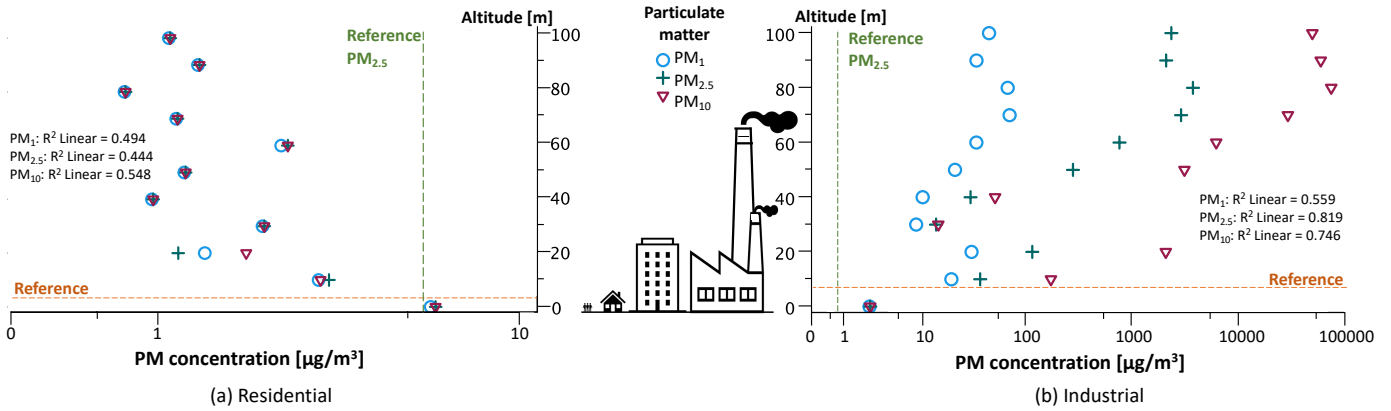 Altitude [m]
100
80
60
40
20
0
Reference
PM2.5
PM1: R2 Linear = 0.494
PM2.5: R2 Linear = 0.444
PM10: R2 Linear = 0.548
Reference
0
1
10
PM concentration [μg/m3]
(a) Residential
Particulate
matter
PM1
PM2.5
PM10
Altitude [m]
100
80
60
40
20
0
Reference
PM2.5
PM1: R2 Linear = 0.559
PM2.5: R2 Linear = 0.819
PM10: R2 Linear = 0.746
Reference
0
1
10
100
1000
10000
100000
PM concentration [μg/m3]
(b) Industrial